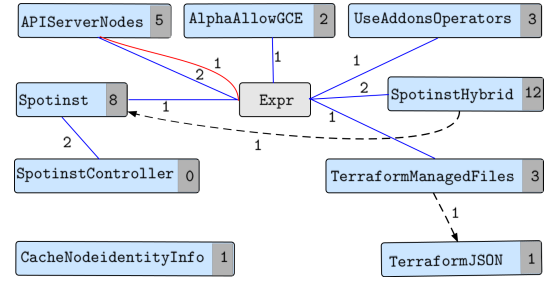 APIServerNodes 5
AlphaAllowGCE 2
UseAddonsOperators 3
1
1
1
2
2
Expr
SpotinstHybrid 12
Spotinst 8
1
1
2
1
SpotinstController 0
TerraformManagedFiles 3
1
CacheNodeidentityInfo 1
TerraformJSON 1